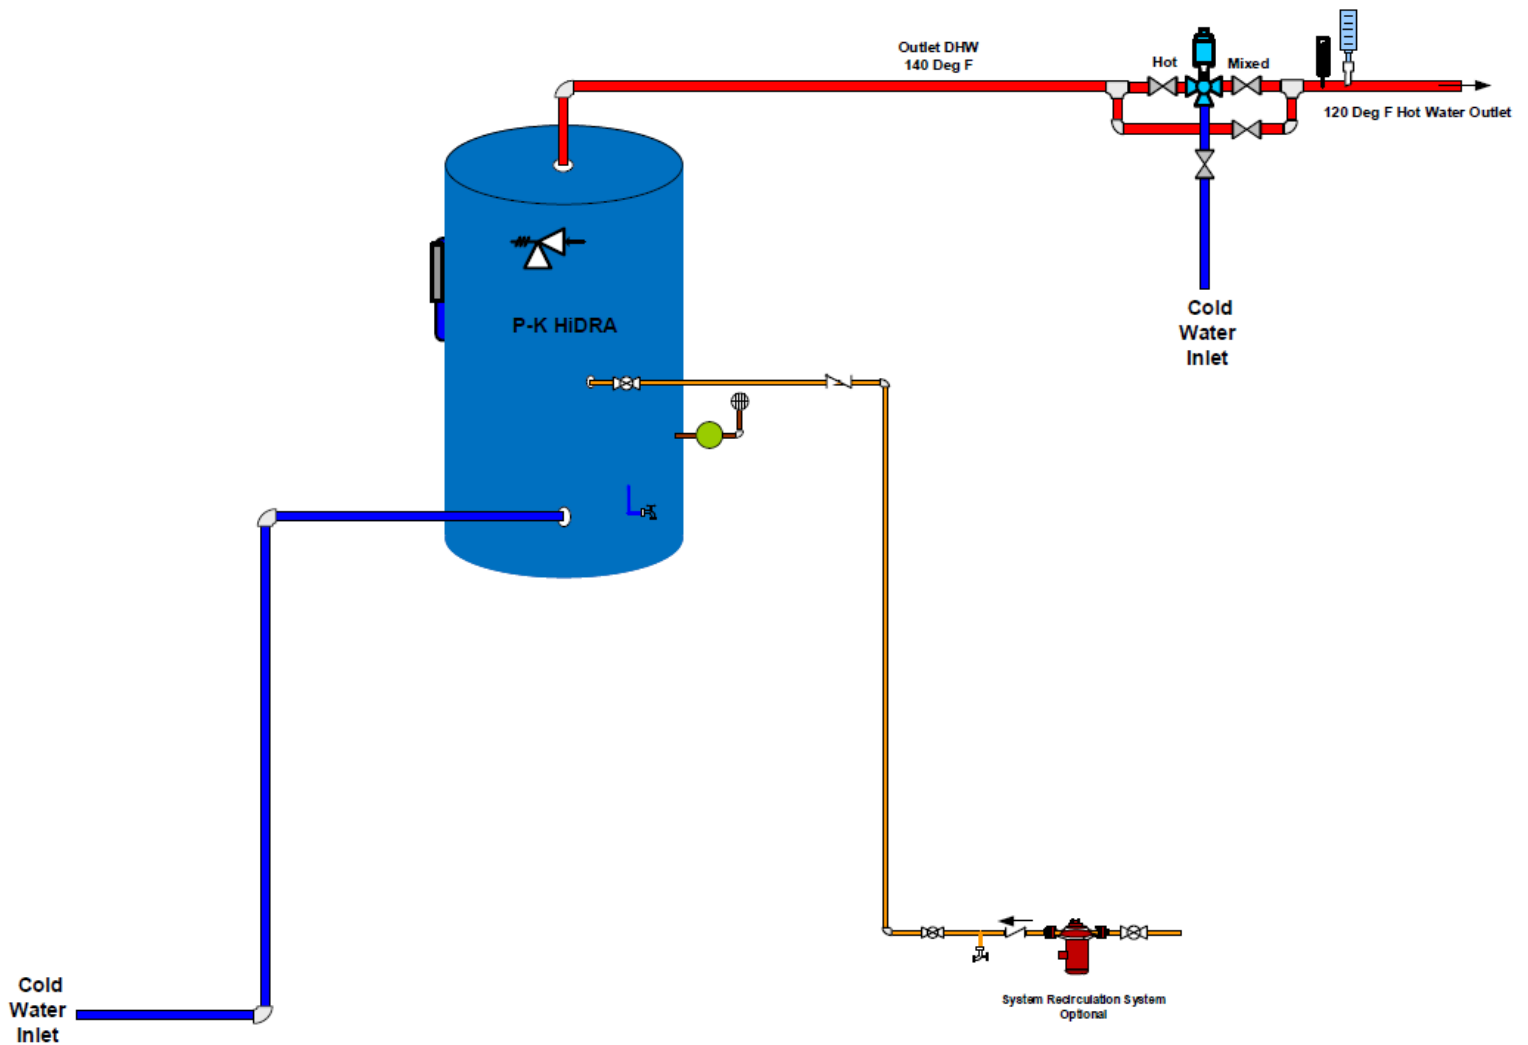 Outlet DHW
140 Deg F
Hot
Mixed
120 Deg F Hot Water Outlet
Cold
Water
Inlet
P-K HiDRA
Cold
Water
Inlet
System Recirculation System
Optional